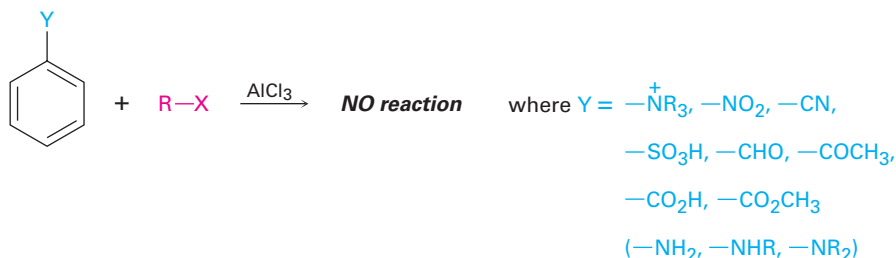 Y
+ R—X AlCl₃ NO reaction where Y = —N⁺R₃, —NO₂, —CN,
—SO₃H, —CHO, —COCH₃,
—CO₂H, —CO₂CH₃
(—NH₂, —NHR, —NR₂)